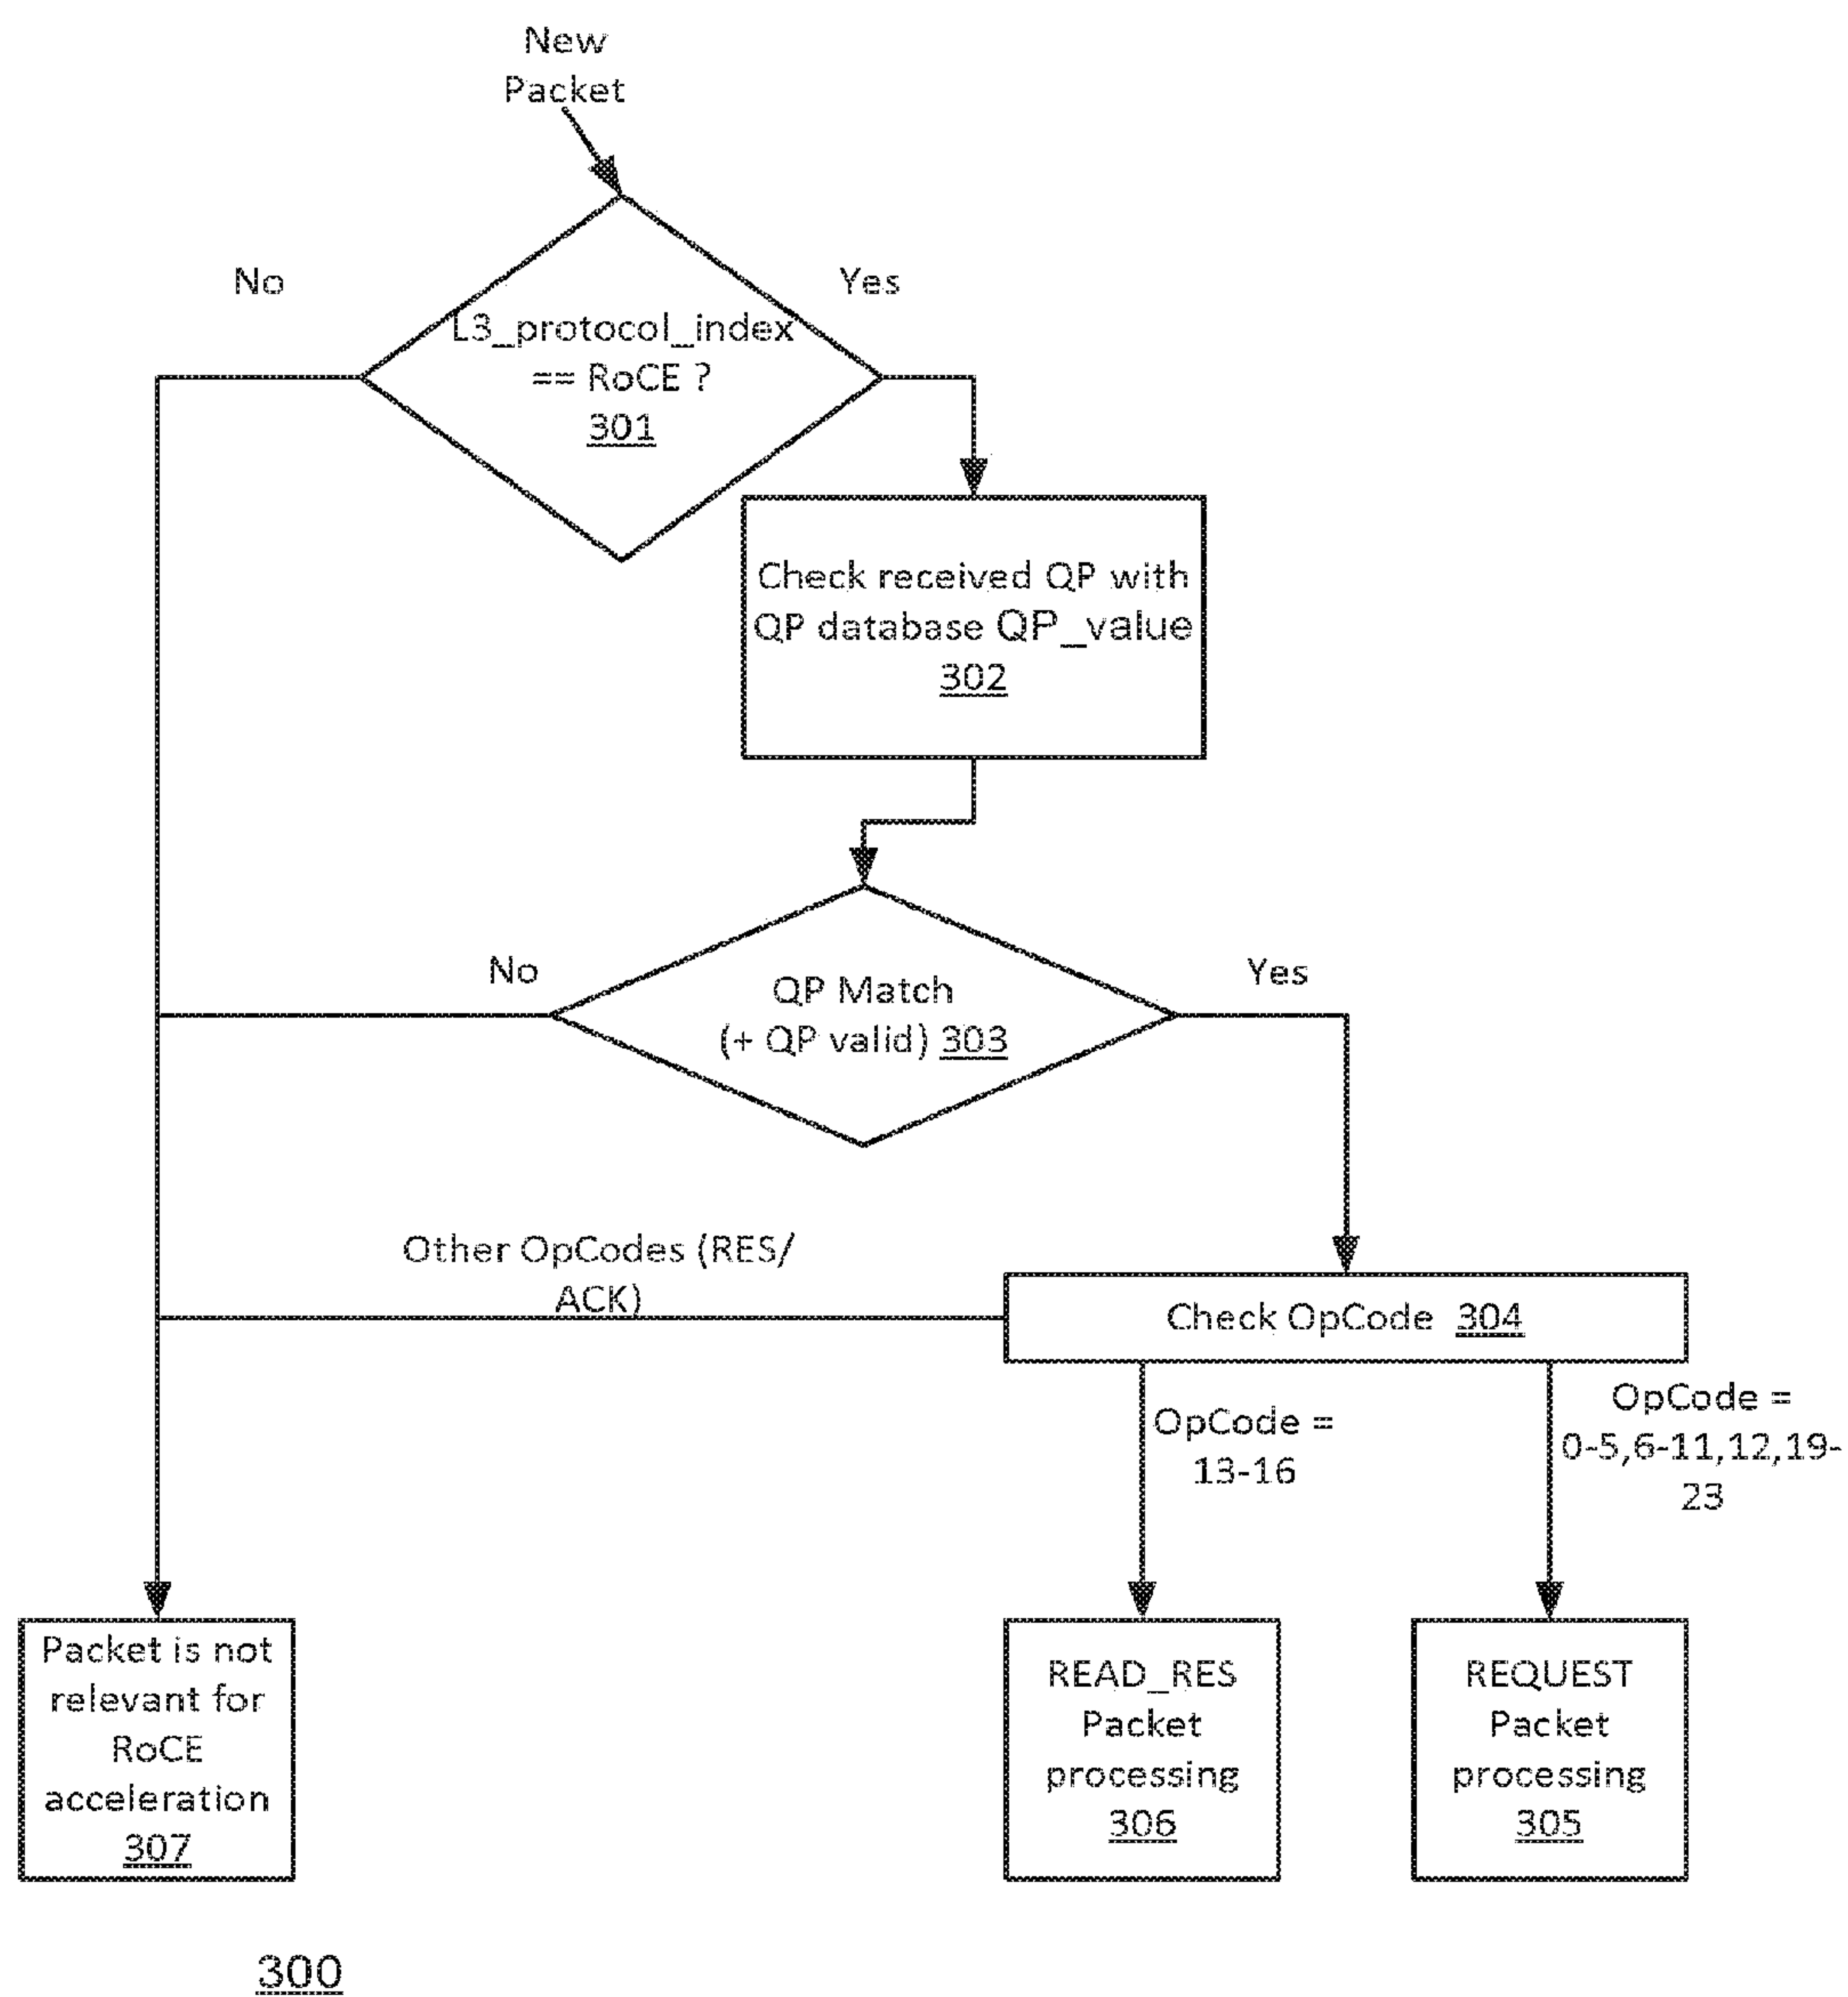 New
Packet
No
Yes
L3_protocol_index
== RoCE ?
301
Check received QP with
QP database QP_value
302
No
Yes
QP Match
(+ QP valid) 303
Other OpCodes (RES/
ACK)
Check OpCode 304
OpCode =
13-16
OpCode =
0-5,6-11,12,19-
23
Packet is not
relevant for
RoCE
acceleration
307
READ_RES
Packet
processing
306
REQUEST
Packet
processing
305
300